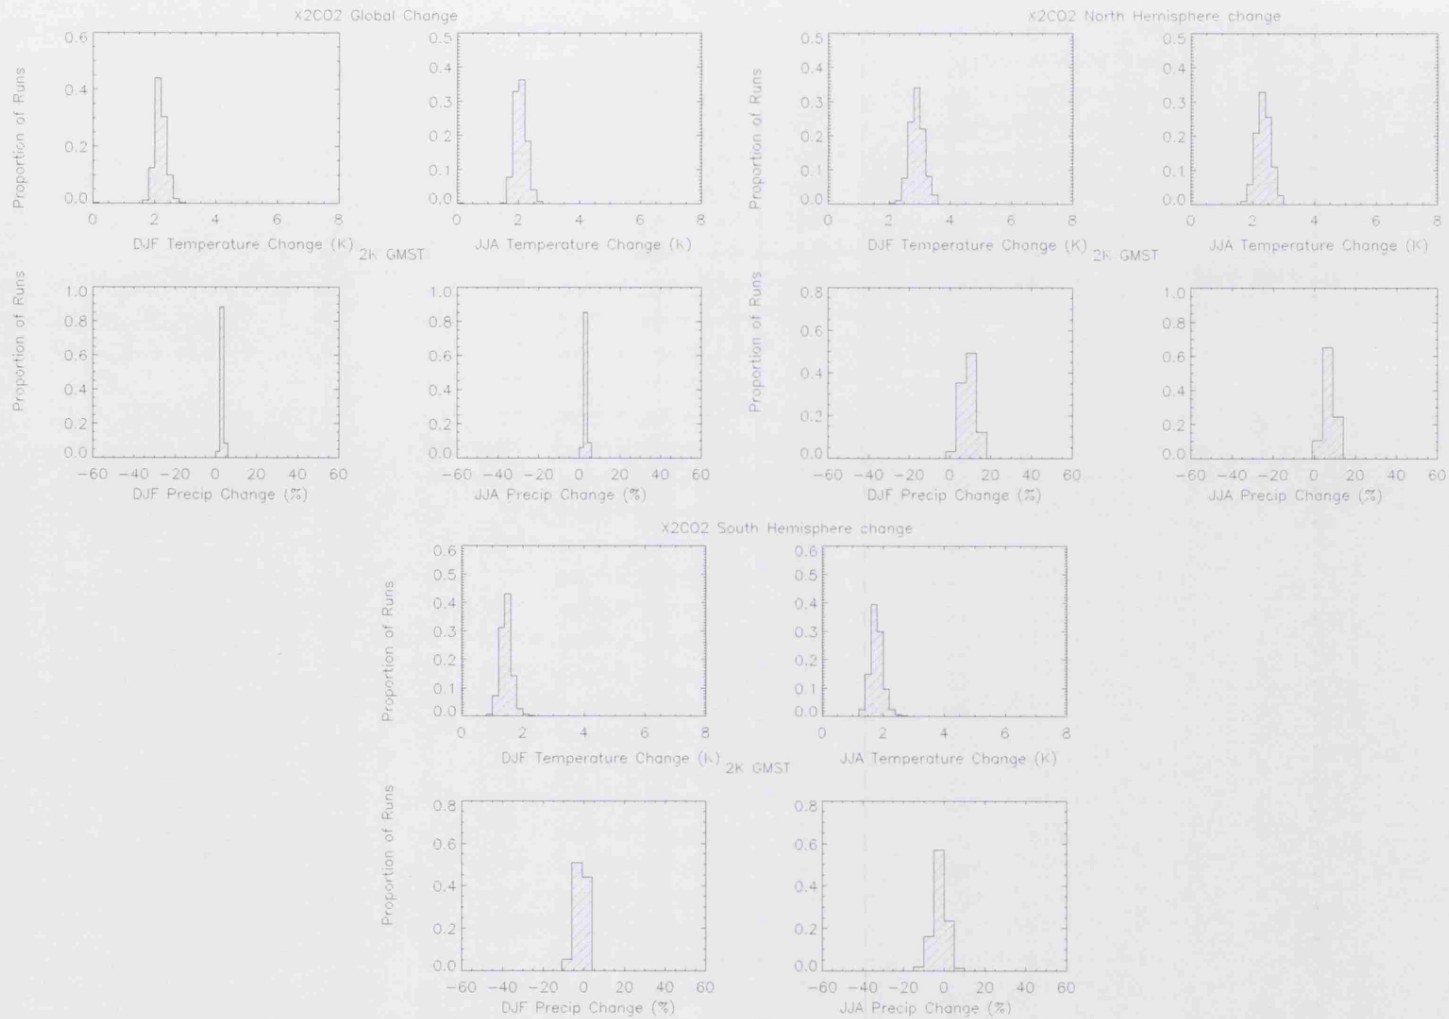 X2CO2 Global Change
Proportion of Runs
0.6
0.4
0.2
0.0
0 2 4 6 8
DJF Temperature Change (K)
0.5
0.4
0.3
0.2
0.1
0.0
0 2 4 6 8
JJA Temperature Change (K)
2K GMST
Proportion of Runs
1.0
0.8
0.6
0.4
0.2
0.0
-60 -40 -20 0 20 40 60
DJF Precip Change (%)
1.0
0.8
0.6
0.4
0.2
0.0
-60 -40 -20 0 20 40 60
JJA Precip Change (%)
X2CO2 North Hemisphere change
Proportion of Runs
0.5
0.4
0.3
0.2
0.1
0.0
0 2 4 6 8
DJF Temperature Change (K)
0.5
0.4
0.3
0.2
0.1
0.0
0 2 4 6 8
JJA Temperature Change (K)
2K GMST
Proportion of Runs
0.8
0.6
0.4
0.2
0.0
-60 -40 -20 0 20 40 60
DJF Precip Change (%)
1.0
0.8
0.6
0.4
0.2
0.0
-60 -40 -20 0 20 40 60
JJA Precip Change (%)
X2CO2 South Hemisphere change
Proportion of Runs
0.6
0.5
0.4
0.3
0.2
0.1
0.0
0 2 4 6 8
DJF Temperature Change (K)
0.6
0.5
0.4
0.3
0.2
0.1
0.0
0 2 4 6 8
JJA Temperature Change (K)
2K GMST
Proportion of Runs
0.8
0.6
0.4
0.2
0.0
-60 -40 -20 0 20 40 60
DJF Precip Change (%)
0.8
0.6
0.4
0.2
0.0
-60 -40 -20 0 20 40 60
JJA Precip Change (%)